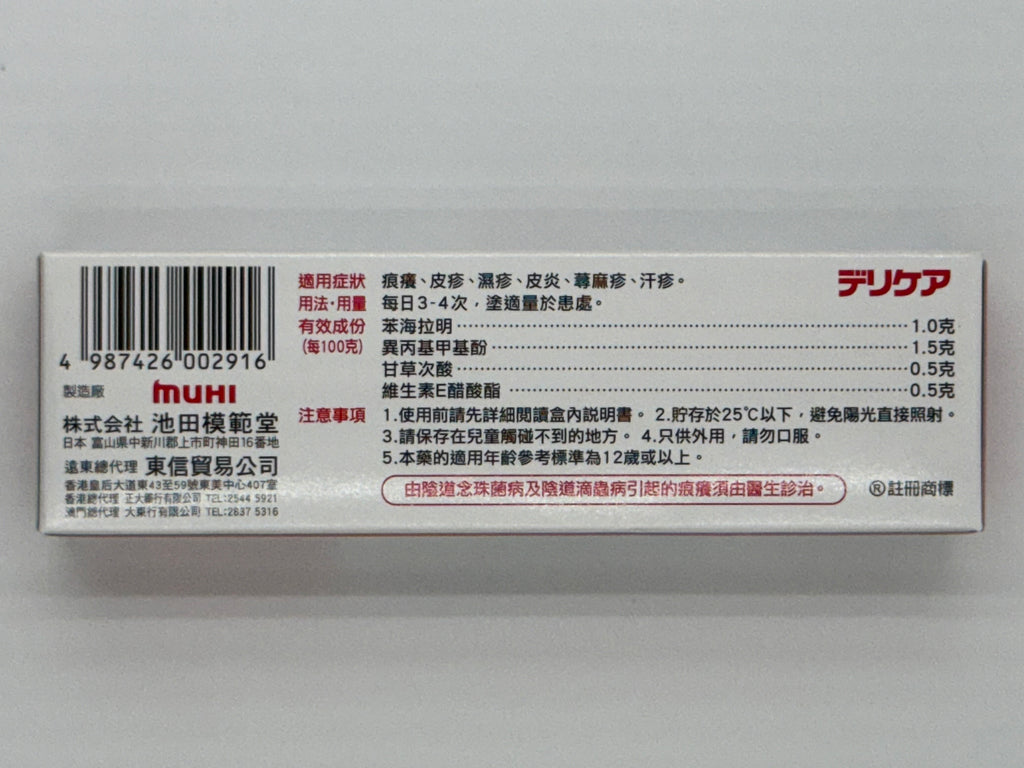 4 987426 002916
製造廠 MUHI
株式会社 池田模範堂
日本 富山県中新川郡上市町神田16番地
遠東總代理 東信貿易公司
香港皇后大道東43至59號東美中心407室
香港總代理 正大藥行有限公司 TEL:2544 5921
澳門總代理 大藥行有限公司 TEL:2837 5316
適用症狀 痕癢、皮疹、濕疹、皮炎、蕁麻疹、汗疹。
用法·用量 每日3-4次，塗適量於患處。
有效成份 苯海拉明 1.0克
(每100克) 異丙基甲基酚 1.5克
甘草次酸 0.5克
維生素E醋酸酯 0.5克
注意事項 1.使用前請先詳細閱讀盒內說明書。 2.貯存於25℃以下，避免陽光直接照射。
3.請保存在兒童觸碰不到的地方。 4.只供外用，請勿口服。
5.本藥的適用年齡參考標準為12歲或以上。
由陰道念珠菌病及陰道滴蟲病引起的痕癢須由醫生診治。
デリケア
®註冊商標